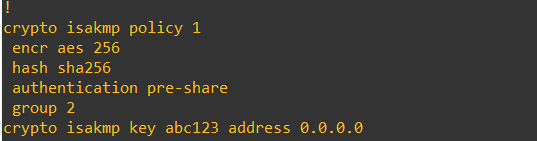 !
crypto isakmp policy 1
 encr aes 256
 hash sha256
 authentication pre-share
 group 2
crypto isakmp key abc123 address 0.0.0.0